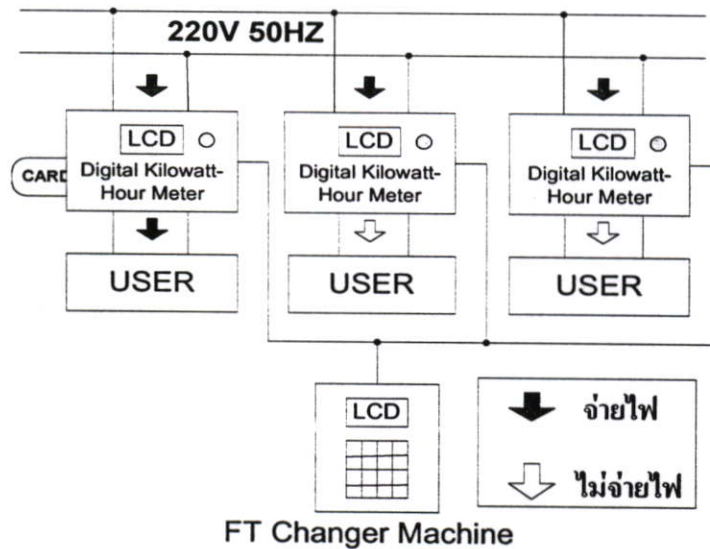 220V 50HZ
LCD
Digital Kilowatt-
Hour Meter
CARD
USER
LCD
Digital Kilowatt-
Hour Meter
USER
LCD
Digital Kilowatt-
Hour Meter
USER
LCD
FT Changer Machine
จ่ายไฟ
ไม่จ่ายไฟ